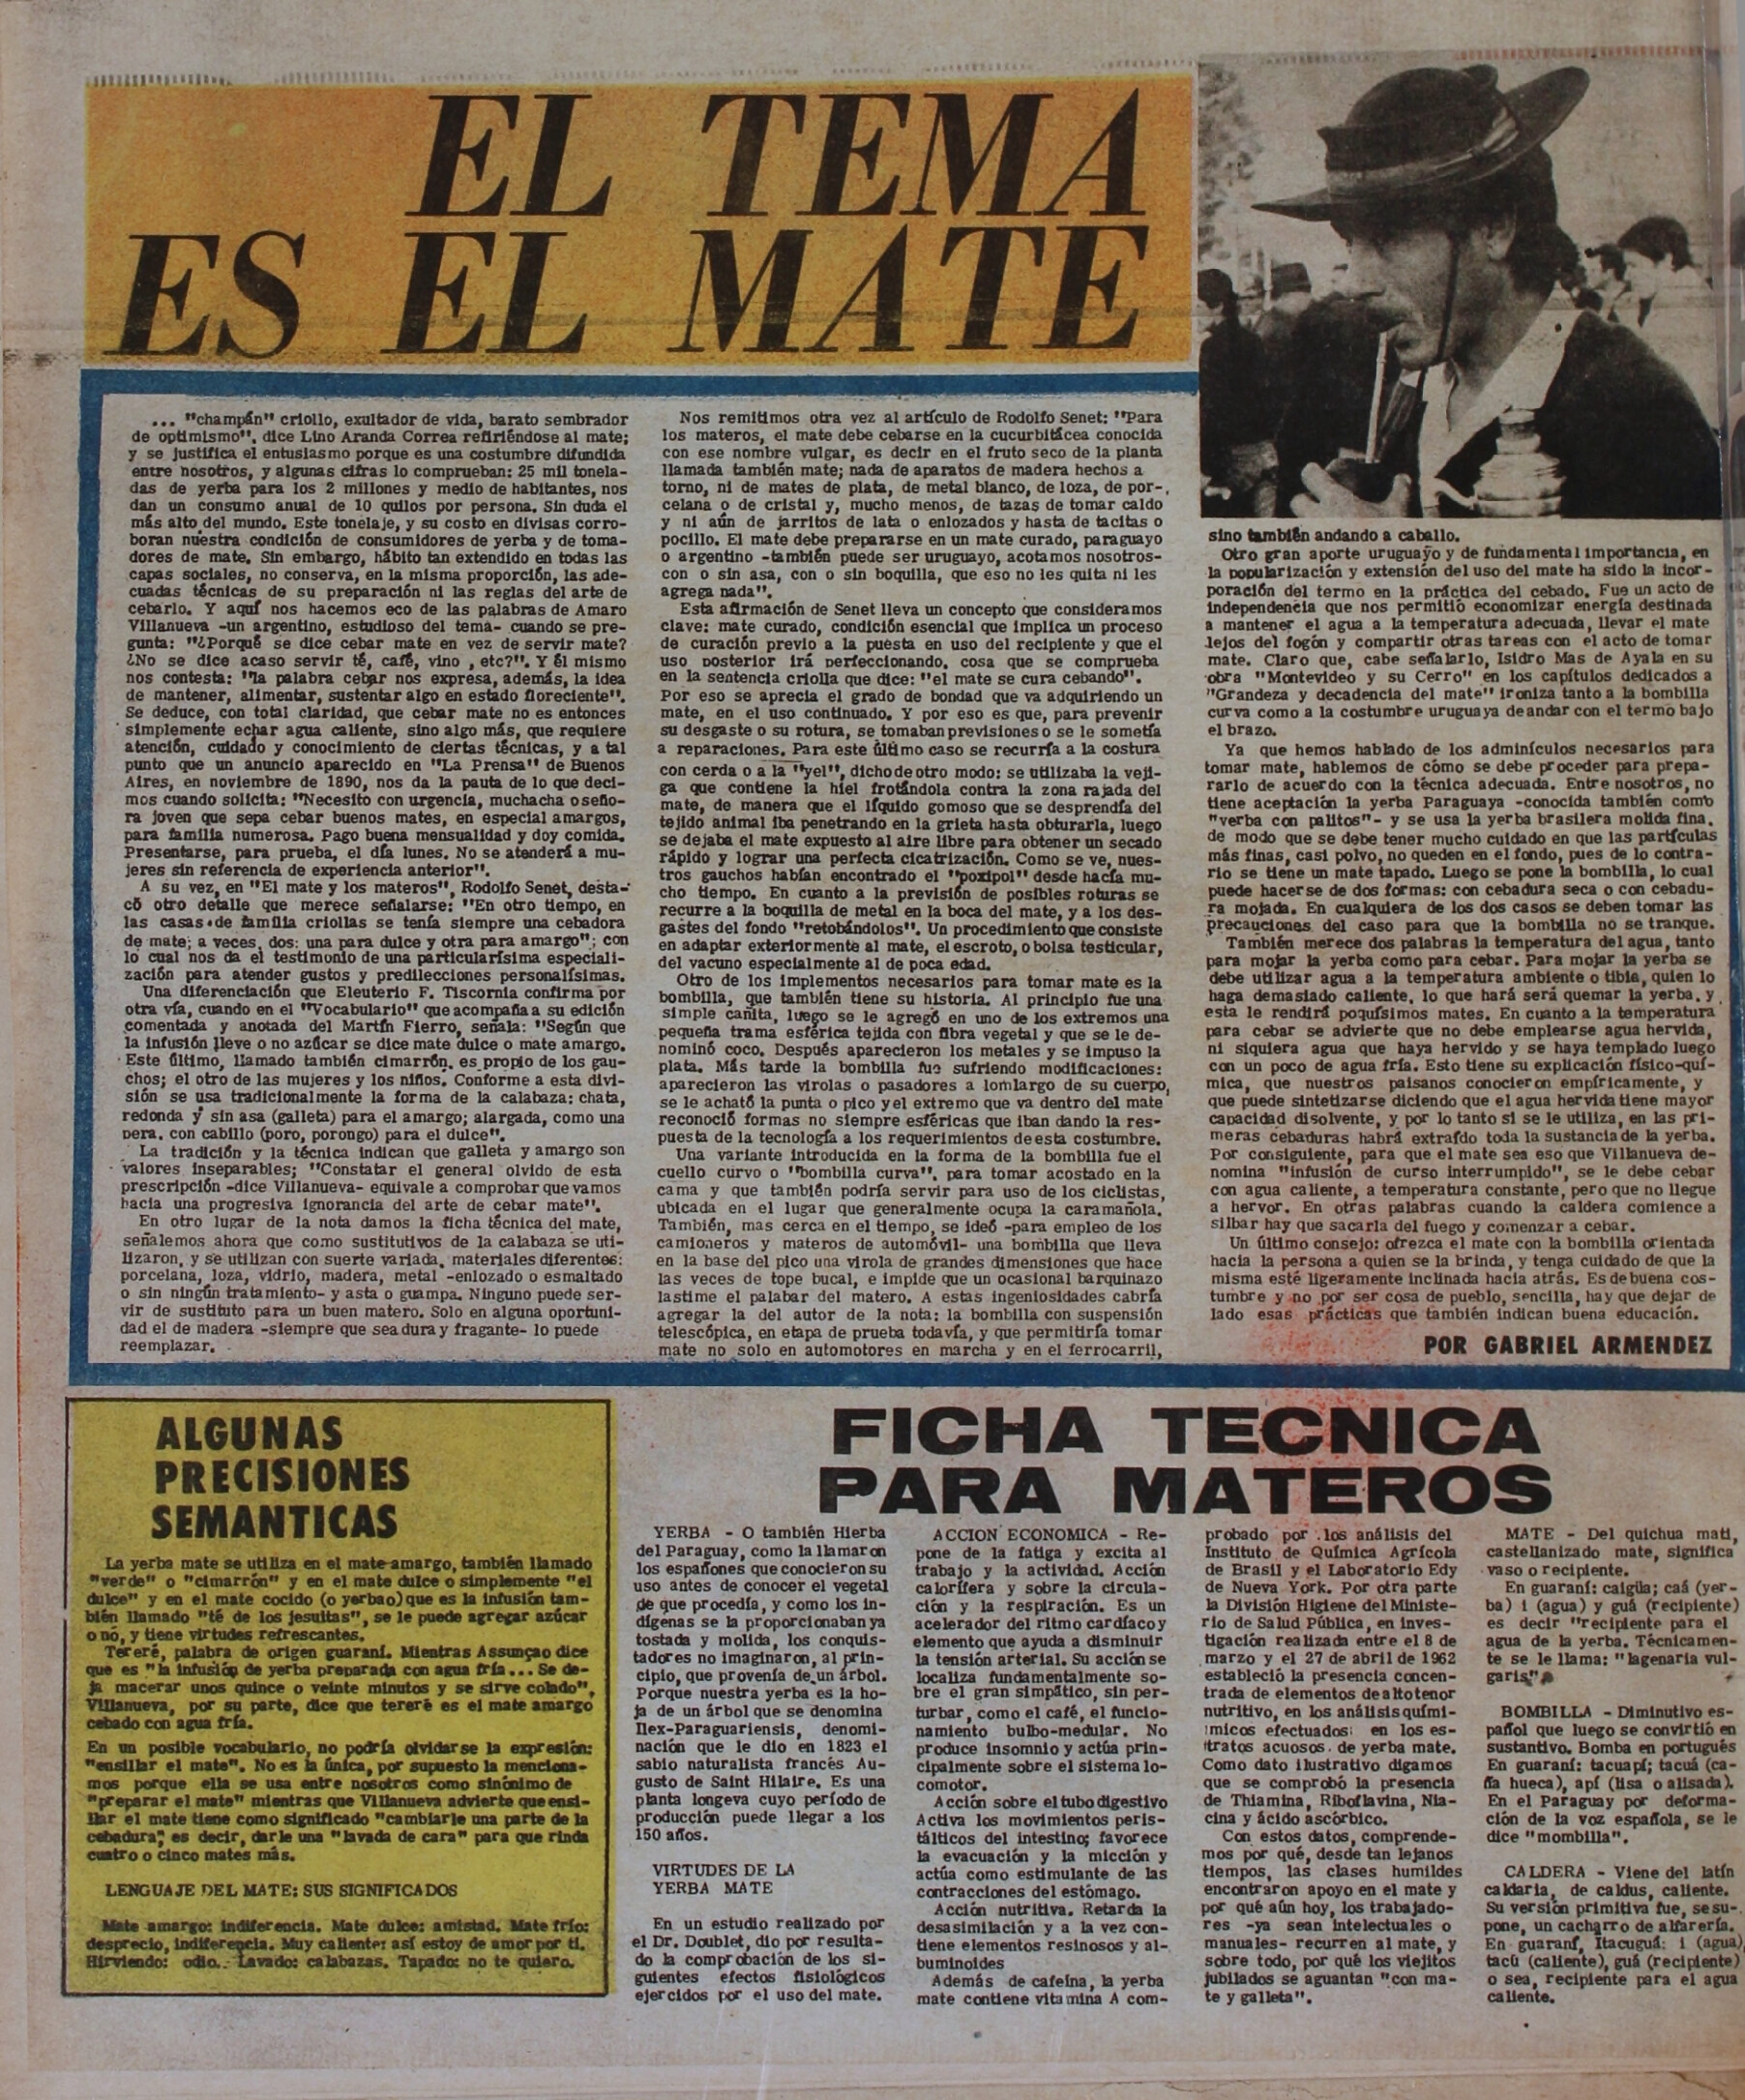 EL TEMA
ES EL MATE
... "champán" criollo, exultador de vida, barato sembrador
de optimismo", dice Lino Aranda Correa refiriéndose al mate;
y se justifica el entusiasmo porque es una costumbre difundida
entre nosotros, y algunas cifras lo comprueban: 25 mil tonela-
das de yerba para los 2 millones y medio de habitantes, nos
dan un consumo anual de 10 quilos por persona. Sin duda el
más alto del mundo. Este tonelaje, y su costo en divisas corro-
boran nuestra condición de consumidores de yerba y de toma-
dores de mate. Sin embargo, hábito tan extendido en todas las
capas sociales, no conserva, en la misma proporción, las ade-
cuadas técnicas de su preparación ni las reglas del arte de
cebarlo. Y aquí nos hacemos eco de las palabras de Amaro
Villanueva -un argentino, estudioso del tema- cuando se pre-
gunta: "¿Porqué se dice cebar mate en vez de servir mate?
¿No se dice acaso servir té, café, vino , etc?". Y él mismo
nos contesta: "la palabra cebar nos expresa, además, la idea
de mantener, alimentar, sustentar algo en estado floreciente".
Se deduce, con total claridad, que cebar mate no es entonces
simplemente echar agua caliente, sino algo más, que requiere
atención, cuidado y conocimiento de ciertas técnicas, y a tal
punto que un anuncio aparecido en "La Prensa" de Buenos
Aires, en noviembre de 1890, nos da la pauta de lo que deci-
mos cuando solicita: "Necesito con urgencia, muchacha o seño-
ra joven que sepa cebar buenos mates, en especial amargos,
para familia numerosa. Pago buena mensualidad y doy comida.
Presentarse, para prueba, el día lunes. No se atenderá a mu-
jeres sin referencia de experiencia anterior".
A su vez, en "El mate y los materos", Rodolfo Senet, desta-
có otro detalle que merece señalarse: "En otro tiempo, en
las casas de familia criollas se tenía siempre una cebadora
de mate; a veces, dos: una para dulce y otra para amargo"; con
lo cual nos da el testimonio de una particularísima especiali-
zación para atender gustos y predilecciones personalísimas.
Una diferenciación que Eleuterio F. Tiscornia confirma por
otra vía, cuando en el "Vocabulario" que acompaña a su edición
comentada y anotada del Martín Fierro, señala: "Según que
la infusión lleve o no azúcar se dice mate dulce o mate amargo.
Este último, llamado también cimarrón, es propio de los gau-
chos; el otro de las mujeres y los niños. Conforme a esta divi-
sión se usa tradicionalmente la forma de la calabaza: chata,
redonda y sin asa (galleta) para el amargo; alargada, como una
pera, con cabillo (poro, porongo) para el dulce".
La tradición y la técnica indican que galleta y amargo son
valores inseparables; "Constatar el general olvido de esta
prescripción -dice Villanueva- equivale a comprobar que vamos
hacia una progresiva ignorancia del arte de cebar mate".
En otro lugar de la nota damos la ficha técnica del mate,
señalemos ahora que como sustitutivos de la calabaza se uti-
lizaron, y se utilizan con suerte variada, materiales diferentes:
porcelana, loza, vidrio, madera, metal -enlozado o esmaltado
o sin ningún tratamiento- y asta o guampa. Ninguno puede ser-
vir de sustituto para un buen matero. Solo en alguna oportuni-
dad el de madera -siempre que sea dura y fragante- lo puede
reemplazar.
Nos remitimos otra vez al artículo de Rodolfo Senet: "Para
los materos, el mate debe cebarse en la cucurbitácea conocida
con ese nombre vulgar, es decir en el fruto seco de la planta
llamada también mate; nada de aparatos de madera hechos a
torno, ni de mates de plata, de metal blanco, de loza, de por-
celana o de cristal y, mucho menos, de tazas de tomar caldo
y ni aún de jarritos de lata o enlozados y hasta de tacitas o
pocillo. El mate debe prepararse en un mate curado, paraguayo
o argentino -también puede ser uruguayo, acotamos nosotros-
con o sin asa, con o sin boquilla, que eso no les quita ni les
agrega nada".
Esta afirmación de Senet lleva un concepto que consideramos
clave: mate curado, condición esencial que implica un proceso
de curación previo a la puesta en uso del recipiente y que el
uso posterior irá perfeccionando, cosa que se comprueba
en la sentencia criolla que dice: "el mate se cura cebando".
Por eso se aprecia el grado de bondad que va adquiriendo un
mate, en el uso continuado. Y por eso es que, para prevenir
su desgaste o su rotura, se tomaban previsiones o se le sometía
a reparaciones. Para este último caso se recurría a la costura
con cerda o a la "yel", dicho de otro modo: se utilizaba la veji-
ga que contiene la hiel frotándola contra la zona rajada del
mate, de manera que el líquido gomoso que se desprendía del
tejido animal iba penetrando en la grieta hasta obturarla, luego
se dejaba el mate expuesto al aire libre para obtener un secado
rápido y lograr una perfecta cicatrización. Como se ve, nues-
tros gauchos habían encontrado el "poxipol" desde hacía mu-
cho tiempo. En cuanto a la previsión de posibles roturas se
recurre a la boquilla de metal en la boca del mate, y a los des-
gastes del fondo "retobándolos". Un procedimiento que consiste
en adaptar exteriormente al mate, el escroto, o bolsa testicular,
del vacuno especialmente al de poca edad.
Otro de los implementos necesarios para tomar mate es la
bombilla, que también tiene su historia. Al principio fue una
simple cañita, luego se le agregó en uno de los extremos una
pequeña trama esférica tejida con fibra vegetal y que se le de-
nominó coco. Después aparecieron los metales y se impuso la
plata. Más tarde la bombilla fue sufriendo modificaciones:
aparecieron las virolas o pasadores a lomlargo de su cuerpo,
se le acható la punta o pico y el extremo que va dentro del mate
reconoció formas no siempre esféricas que iban dando la res-
puesta de la tecnología a los requerimientos de esta costumbre.
Una variante introducida en la forma de la bombilla fue el
cuello curvo o "bombilla curva", para tomar acostado en la
cama y que también podría servir para uso de los ciclistas,
ubicada en el lugar que generalmente ocupa la caramañola.
También, mas cerca en el tiempo, se ideó -para empleo de los
camioneros y materos de automóvil- una bombilla que lleva
en la base del pico una virola de grandes dimensiones que hace
las veces de tope bucal, e impide que un ocasional barquinazo
lastime el palabar del matero. A estas ingeniosidades cabría
agregar la del autor de la nota: la bombilla con suspensión
telescópica, en etapa de prueba todavía, y que permitiría tomar
mate no solo en automotores en marcha y en el ferrocarril,
sino también andando a caballo.
Otro gran aporte uruguayo y de fundamental importancia, en
la popularización y extensión del uso del mate ha sido la incor-
poración del termo en la práctica del cebado. Fue un acto de
independencia que nos permitió economizar energía destinada
a mantener el agua a la temperatura adecuada, llevar el mate
lejos del fogón y compartir otras tareas con el acto de tomar
mate. Claro que, cabe señalarlo, Isidro Mas de Ayala en su
obra "Montevideo y su Cerro" en los capítulos dedicados a
"Grandeza y decadencia del mate" ironiza tanto a la bombilla
curva como a la costumbre uruguaya de andar con el termo bajo
el brazo.
Ya que hemos hablado de los adminículos necesarios para
tomar mate, hablemos de cómo se debe proceder para prepa-
rarlo de acuerdo con la técnica adecuada. Entre nosotros, no
tiene aceptación la yerba Paraguaya -conocida también como
"yerba con palitos"- y se usa la yerba brasilera molida fina,
de modo que se debe tener mucho cuidado en que las partículas
más finas, casi polvo, no queden en el fondo, pues de lo contra-
rio se tiene un mate tapado. Luego se pone la bombilla, lo cual
puede hacerse de dos formas: con cebadura seca o con cebadu-
ra mojada. En cualquiera de los dos casos se deben tomar las
precauciones del caso para que la bombilla no se tranque.
También merece dos palabras la temperatura del agua, tanto
para mojar la yerba como para cebar. Para mojar la yerba se
debe utilizar agua a la temperatura ambiente o tibia, quien lo
haga demasiado caliente, lo que hará será quemar la yerba, y
esta le rendirá poquísimos mates. En cuanto a la temperatura
para cebar se advierte que no debe emplearse agua hervida,
ni siquiera agua que haya hervido y se haya templado luego
con un poco de agua fría. Esto tiene su explicación físico-quí-
mica, que nuestros paisanos conocieron empíricamente, y
que puede sintetizarse diciendo que el agua hervida tiene mayor
capacidad disolvente, y por lo tanto si se le utiliza, en las pri-
meras cebaduras habrá extraído toda la sustancia de la yerba.
Por consiguiente, para que el mate sea eso que Villanueva de-
nomina "infusión de curso interrumpido", se le debe cebar
con agua caliente, a temperatura constante, pero que no llegue
a hervor. En otras palabras cuando la caldera comience a
silbar hay que sacarla del fuego y comenzar a cebar.
Un último consejo: ofrezca el mate con la bombilla orientada
hacia la persona a quien se la brinda, y tenga cuidado de que la
misma esté ligeramente inclinada hacia atrás. Es de buena cos-
tumbre y no por ser cosa de pueblo, sencilla, hay que dejar de
lado esas prácticas que también indican buena educación.
POR GABRIEL ARMENDEZ
ALGUNAS
PRECISIONES
SEMANTICAS
La yerba mate se utiliza en el mate amargo, también llamado
"verde" o "cimarrón" y en el mate dulce o simplemente "el
dulce" y en el mate cocido (o yerbao) que es la infusión tam-
bién llamado "té de los jesuitas", se le puede agregar azúcar
o nó, y tiene virtudes refrescantes.
Tereré, palabra de origen guaraní. Mientras Assunçao dice
que es "la infusión de yerba preparada con agua fría... Se de-
ja macerar unos quince o veinte minutos y se sirve colado",
Villanueva, por su parte, dice que tereré es el mate amargo
cebado con agua fría.
En un posible vocabulario, no podría olvidarse la expresión:
"ensillar el mate". No es la única, por supuesto la menciona-
mos porque ella se usa entre nosotros como sinónimo de
"preparar el mate" mientras que Villanueva advierte que ensi-
llar el mate tiene como significado "cambiarle una parte de la
cebadura", es decir, darle una "lavada de cara" para que rinda
cuatro o cinco mates más.
LENGUAJE DEL MATE: SUS SIGNIFICADOS
Mate amargo: indiferencia. Mate dulce: amistad. Mate frío:
desprecio, indiferencia. Muy caliente: así estoy de amor por ti.
Hirviendo: odio. Lavado: calabazas. Tapado: no te quiero.
FICHA TECNICA
PARA MATEROS
YERBA - O también Hierba
del Paraguay, como la llamaron
los españones que conocieron su
uso antes de conocer el vegetal
de que procedía, y como los in-
dígenas se la proporcionaban ya
tostada y molida, los conquis-
tadores no imaginaron, al prin-
cipio, que provenía de un árbol.
Porque nuestra yerba es la ho-
ja de un árbol que se denomina
Ilex-Paraguariensis, denomi-
nación que le dio en 1823 el
sabio naturalista francés Au-
gusto de Saint Hilaire. Es una
planta longeva cuyo período de
producción puede llegar a los
150 años.
VIRTUDES DE LA
YERBA MATE
En un estudio realizado por
el Dr. Doublet, dio por resulta-
do la comprobación de los si-
guientes efectos fisiológicos
ejercidos por el uso del mate.
ACCION ECONOMICA - Re-
pone de la fatiga y excita al
trabajo y la actividad. Acción
calorífera y sobre la circula-
ción y la respiración. Es un
acelerador del ritmo cardíaco y
elemento que ayuda a disminuir
la tensión arterial. Su acción se
localiza fundamentalmente so-
bre el gran simpático, sin per-
turbar, como el café, el funcio-
namiento bulbo-medular. No
produce insomnio y actúa prin-
cipalmente sobre el sistema lo-
comotor.
Acción sobre el tubo digestivo
Activa los movimientos peris-
tálticos del intestino; favorece
la evacuación y la micción y
actúa como estimulante de las
contracciones del estómago.
Acción nutritiva. Retarda la
desasimilación y a la vez con-
tiene elementos resinosos y al-
buminoides
Además de cafeína, la yerba
mate contiene vitamina A com-
probado por los análisis del
Instituto de Química Agrícola
de Brasil y el Laboratorio Edy
de Nueva York. Por otra parte
la División Higiene del Ministe-
rio de Salud Pública, en inves-
tigación realizada entre el 8 de
marzo y el 27 de abril de 1962
estableció la presencia concen-
trada de elementos de alto tenor
nutritivo, en los análisis quími-
micos efectuados en los es-
tratos acuosos de yerba mate.
Como dato ilustrativo digamos
que se comprobó la presencia
de Thiamina, Riboflavina, Nia-
cina y ácido ascórbico.
Con estos datos, comprende-
mos por qué, desde tan lejanos
tiempos, las clases humildes
encontraron apoyo en el mate y
por qué aún hoy, los trabajado-
res -ya sean intelectuales o
manuales- recurren al mate, y
sobre todo, por qué los viejitos
jubilados se aguantan "con ma-
te y galleta".
MATE - Del quichua mati,
castellanizado mate, significa
vaso o recipiente.
En guaraní: caigüa; caá (yer-
ba) i (agua) y guá (recipiente)
es decir "recipiente para el
agua de la yerba. Técnicamen-
te se le llama: "lagenaria vul-
garis".
BOMBILLA - Diminutivo es-
pañol que luego se convirtió en
sustantivo. Bomba en portugués
En guaraní: tacuapí; tacuá (ca-
ña hueca), apí (lisa o alisada).
En el Paraguay por deforma-
ción de la voz española, se le
dice "mombilla".
CALDERA - Viene del latín
caldaria, de caldus, caliente.
Su versión primitiva fue, se su-
pone, un cacharro de alfarería.
En guaraní, Itacuguá: i (agua)
tacú (caliente), guá (recipiente)
o sea, recipiente para el agua
caliente.